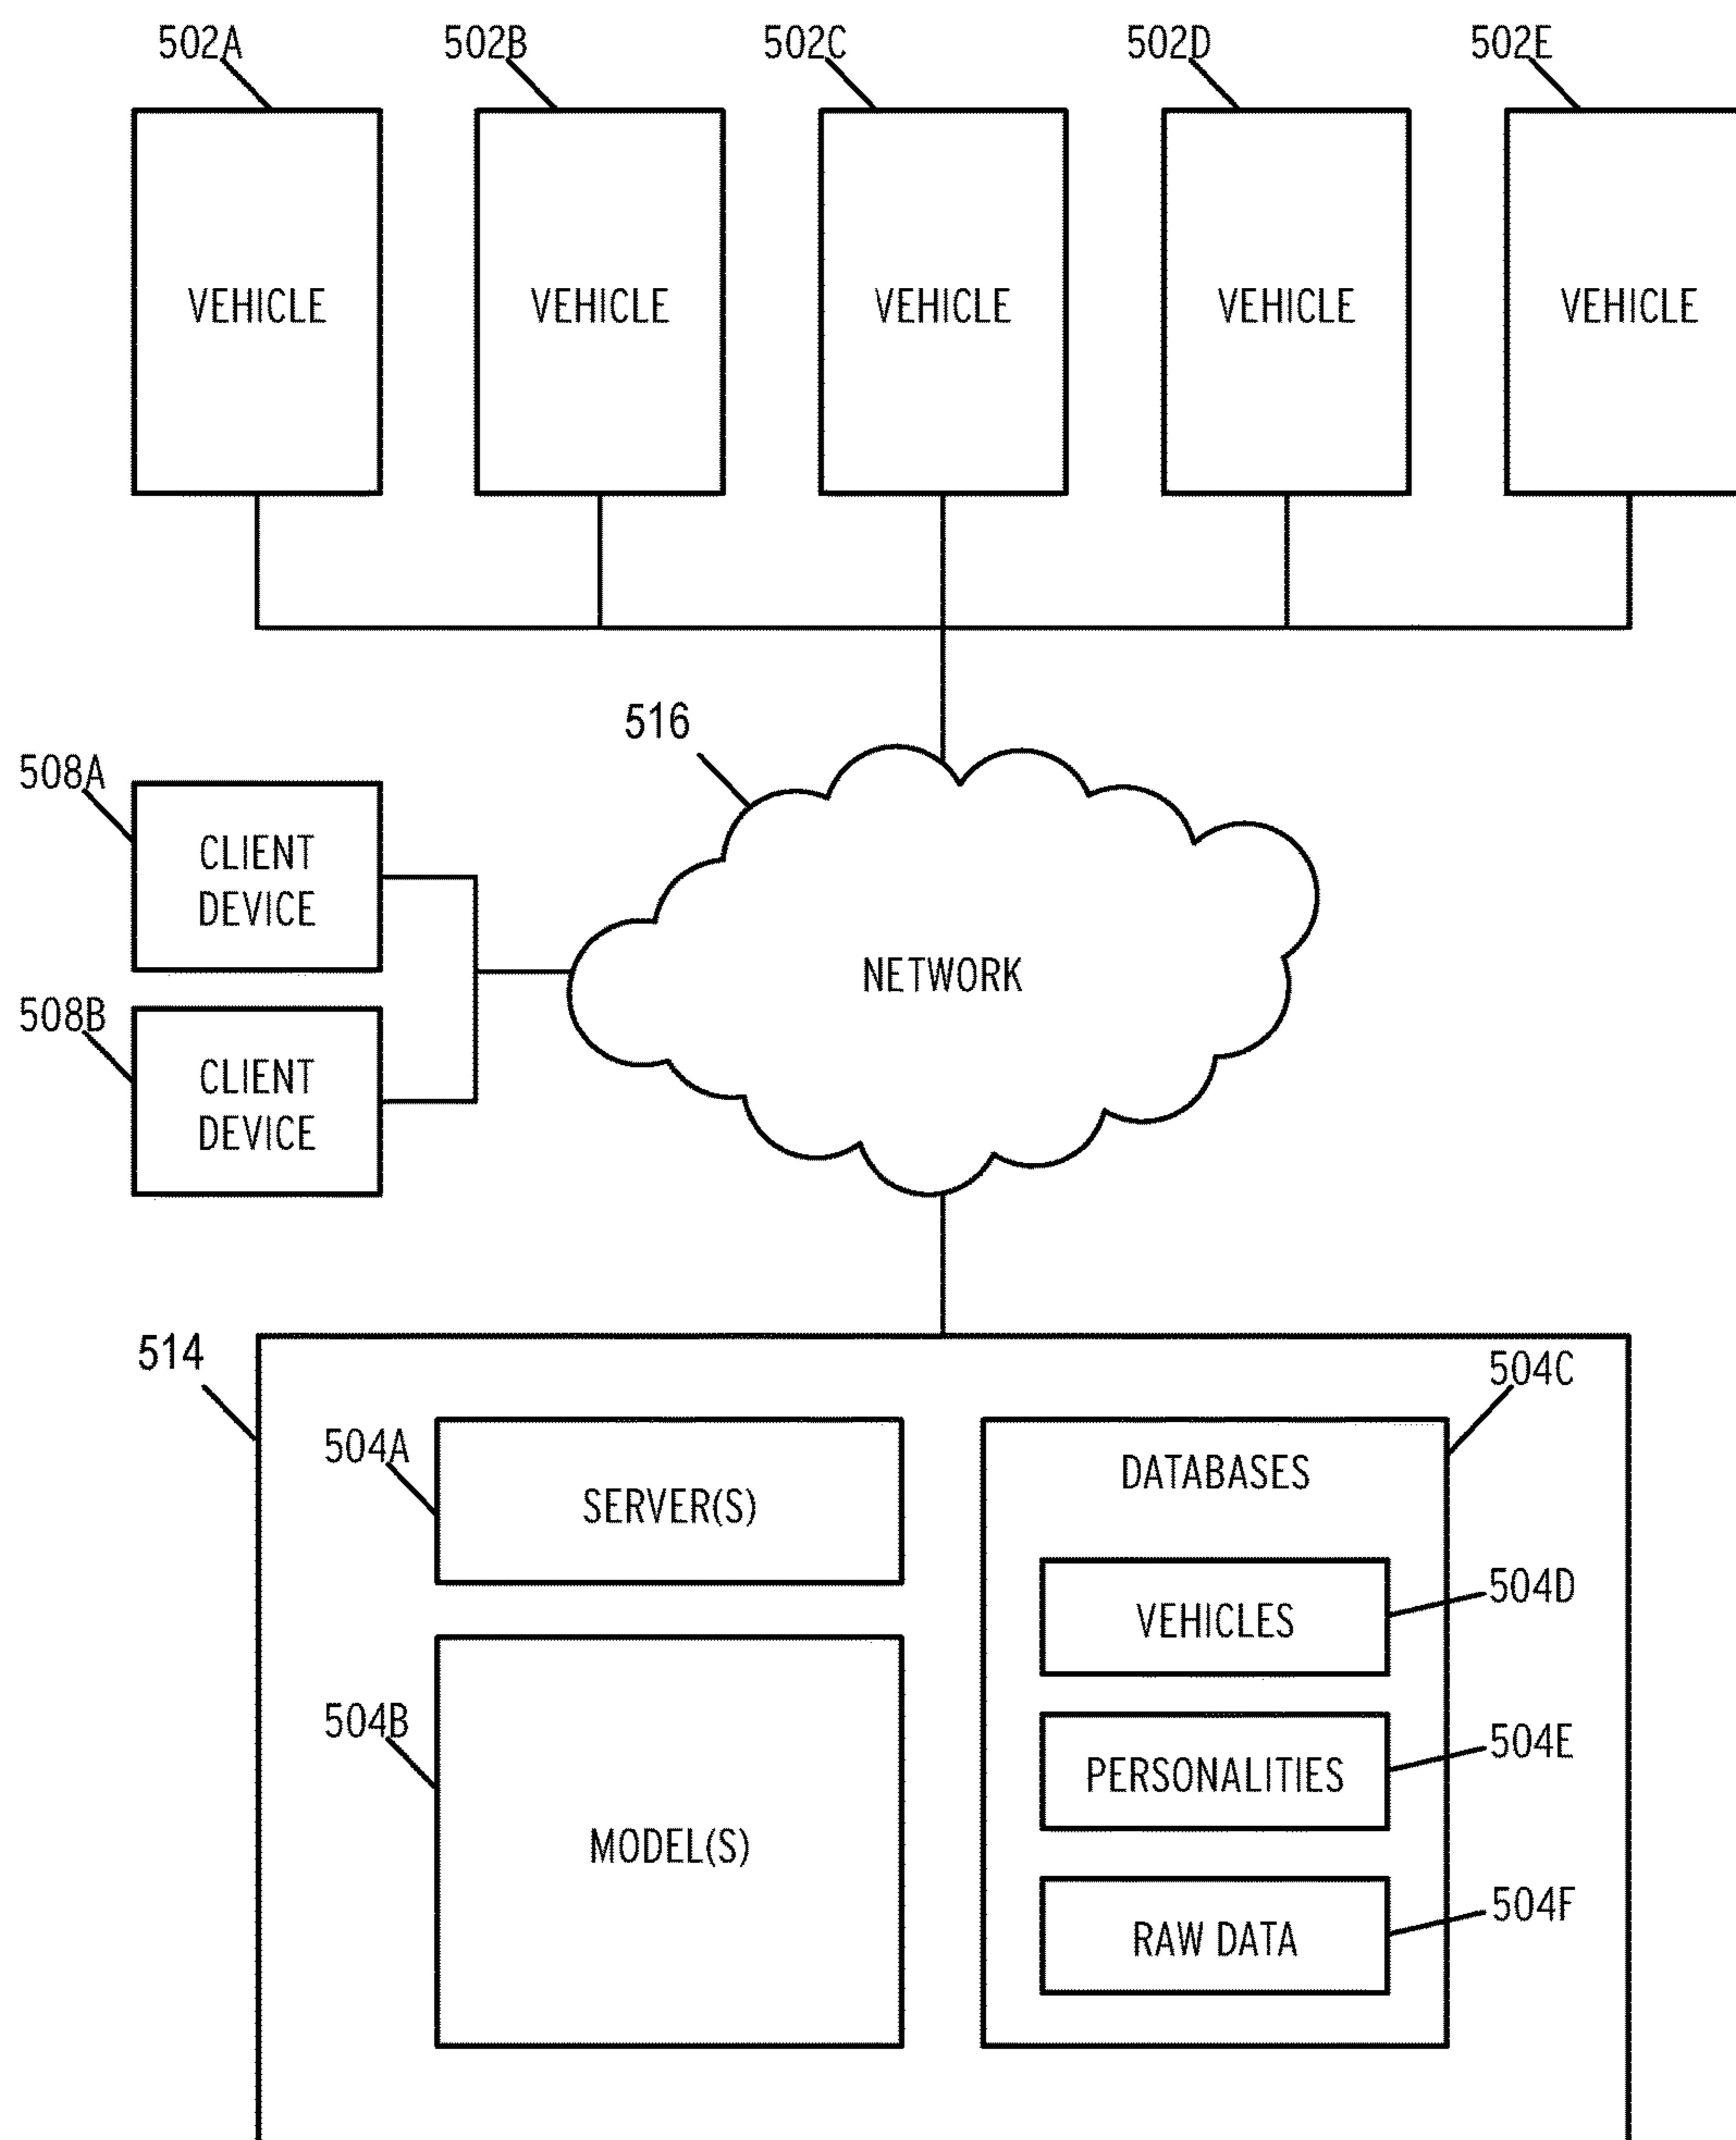 502A
502B
502C
502D
502E
VEHICLE
VEHICLE
VEHICLE
VEHICLE
VEHICLE
516
508A
CLIENT
DEVICE
NETWORK
508B
CLIENT
DEVICE
514
504C
504A
SERVER(S)
DATABASES
504D
VEHICLES
504B
MODEL(S)
504E
PERSONALITIES
504F
RAW DATA